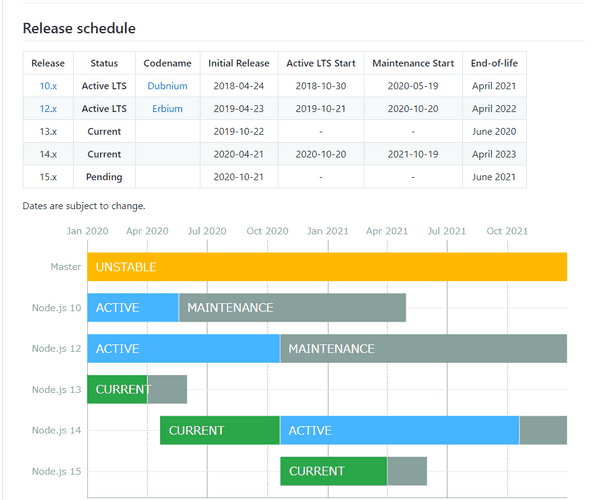 Release schedule
Release Status Codename Initial Release Active LTS Start Maintenance Start End-of-life
10.x Active LTS Dubnium 2018-04-24 2018-10-30 2020-05-19 April 2021
12.x Active LTS Erbium 2019-04-23 2019-10-21 2020-10-20 April 2022
13.x Current 2019-10-22 - - June 2020
14.x Current 2020-04-21 2020-10-20 2021-10-19 April 2023
15.x Pending 2020-10-21 - - June 2021
Dates are subject to change.
Jan 2020 Apr 2020 Jul 2020 Oct 2020 Jan 2021 Apr 2021 Jul 2021 Oct 2021
Master UNSTABLE
Node.js 10 ACTIVE MAINTENANCE
Node.js 12 ACTIVE MAINTENANCE
Node.js 13 CURRENT
Node.js 14 CURRENT ACTIVE
Node.js 15 CURRENT